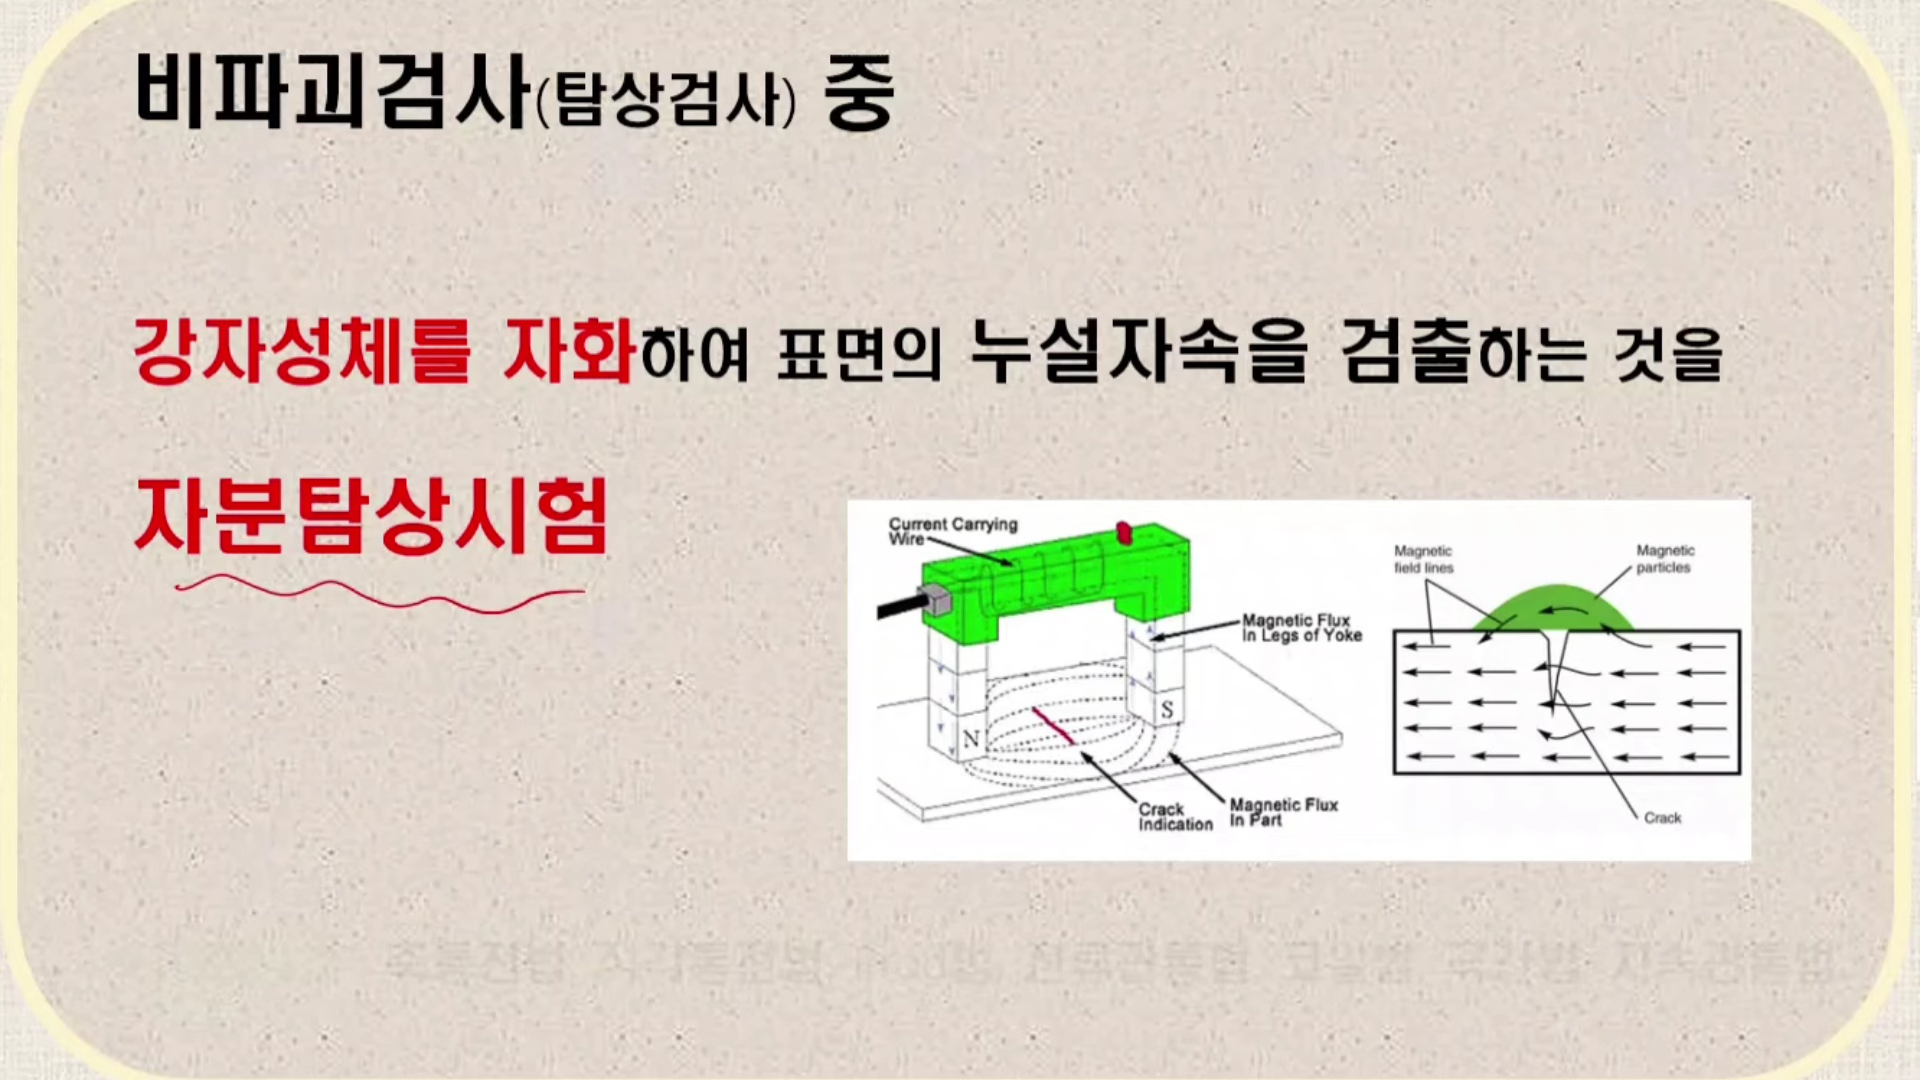 비파괴검사(탐상검사) 중
강자성체를 자화하여 표면의 누설자속을 검출하는 것을
자분탐상시험
Current Carrying
Wire
Magnetic Flux
In Legs of Yoke
N
S
Crack
Indication
Magnetic Flux
In Part
Magnetic
field lines
Magnetic
particles
Crack